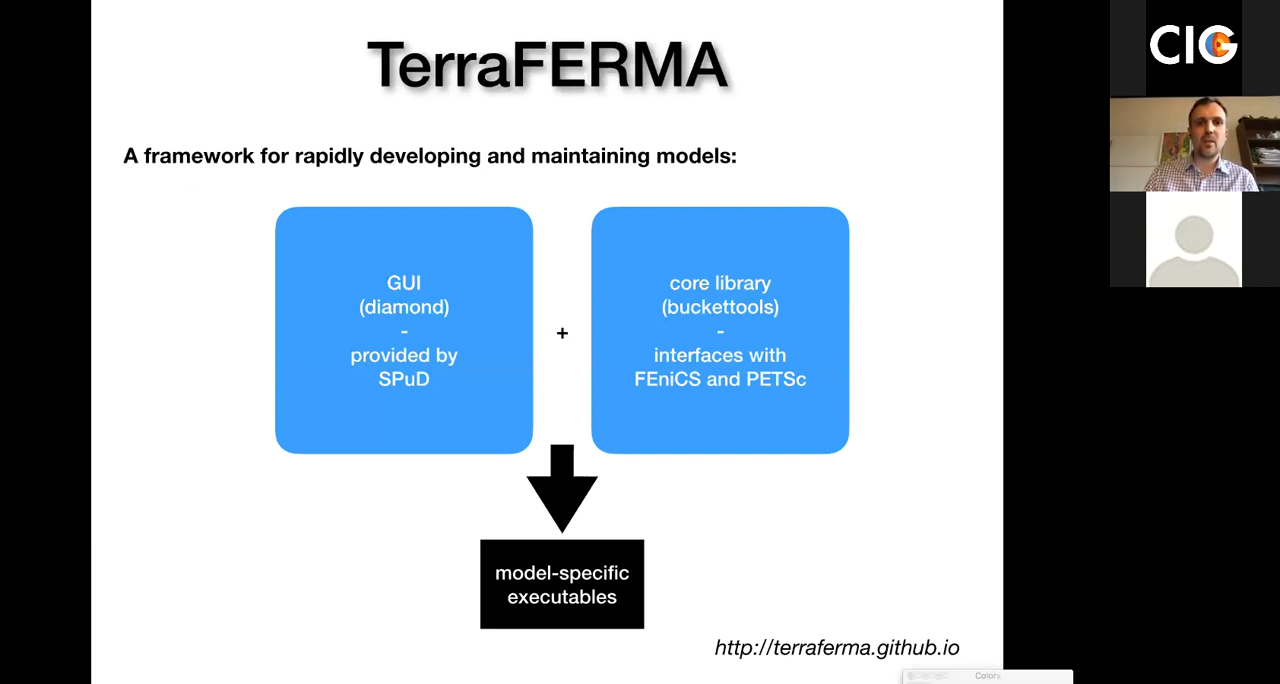 TerraFERMA
A framework for rapidly developing and maintaining models:
GUI
(diamond)
-
provided by
SPuD
+
core library
(buckettools)
-
interfaces with
FEniCS and PETSc
model-specific
executables
http://terraferma.github.io
Colors
CIG